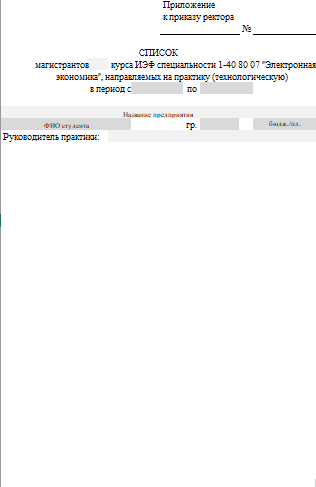 Приложение
к приказу ректора
№
СПИСОК
магистрантов курса ИЭФ специальности 1-40 80 07 "Электронная
экономика", направляемых на практику (технологическую)
в период с по
Название предприятия
ФИО студента гр. бюдж./пл.
Руководитель практики: